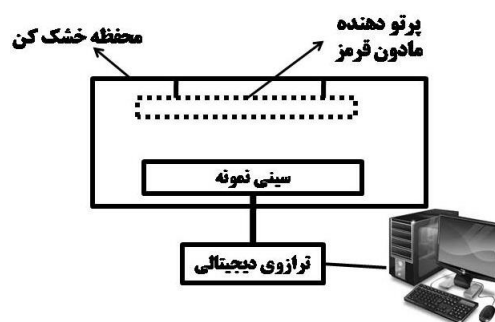 پرتو دهنده
مادون قرمز
محفظه خشک کن
سینی نمونه
ترازوی دیجیتالی